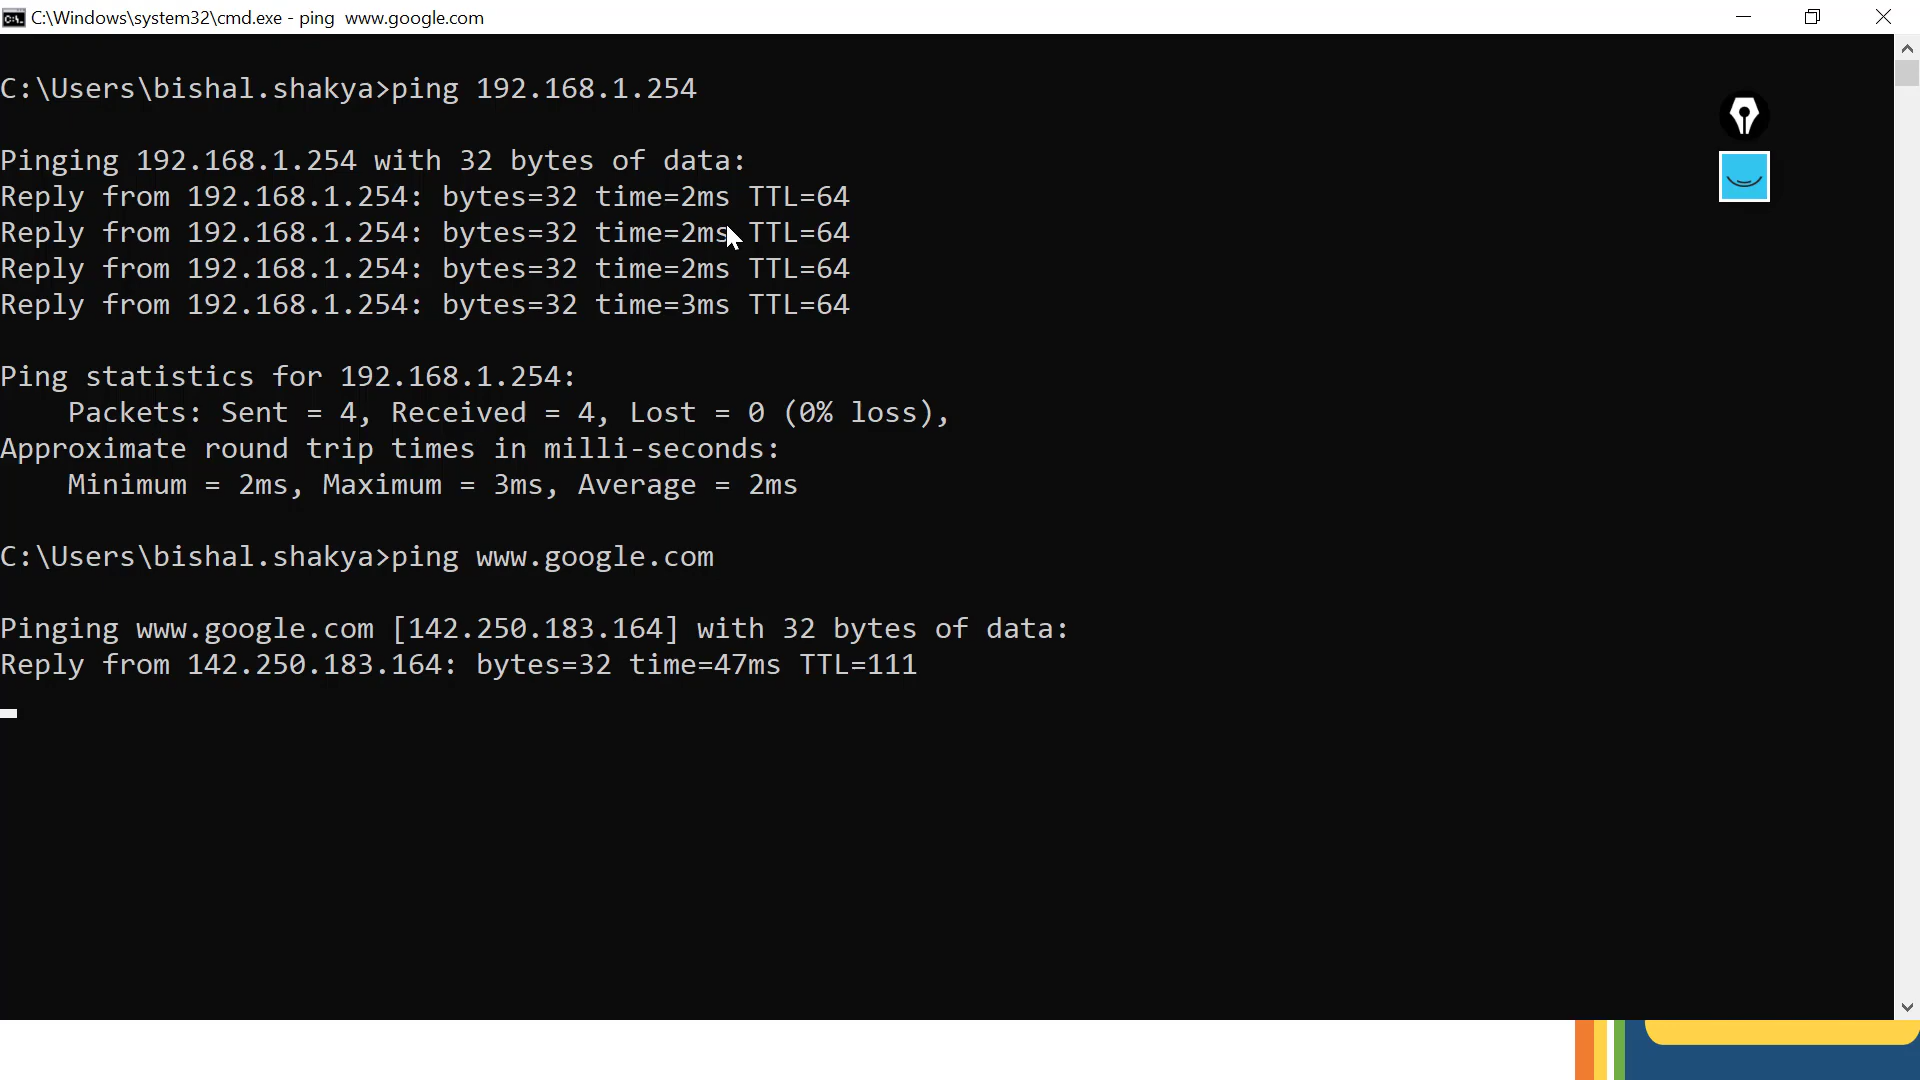 C:\Windows\system32\cmd.exe - ping  www.google.com
C:\Users\bishal.shakya>ping 192.168.1.254
Pinging 192.168.1.254 with 32 bytes of data:
Reply from 192.168.1.254: bytes=32 time=2ms TTL=64
Reply from 192.168.1.254: bytes=32 time=2ms TTL=64
Reply from 192.168.1.254: bytes=32 time=2ms TTL=64
Reply from 192.168.1.254: bytes=32 time=3ms TTL=64
Ping statistics for 192.168.1.254:
    Packets: Sent = 4, Received = 4, Lost = 0 (0% loss),
Approximate round trip times in milli-seconds:
    Minimum = 2ms, Maximum = 3ms, Average = 2ms
C:\Users\bishal.shakya>ping www.google.com
Pinging www.google.com [142.250.183.164] with 32 bytes of data:
Reply from 142.250.183.164: bytes=32 time=47ms TTL=111